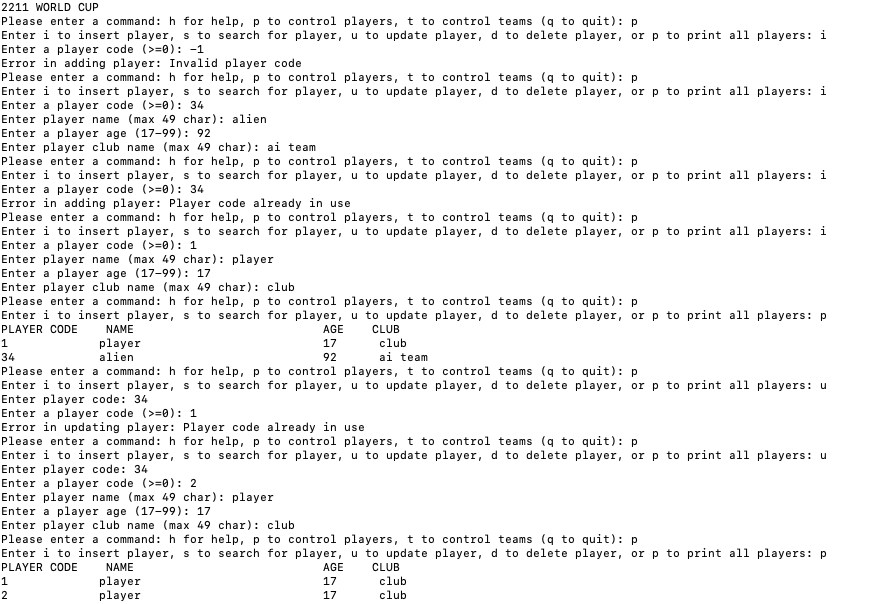 2211 WORLD CUP
Please enter a command: h for help, p to control players, t to control teams (q to quit): p
Enter i to insert player, s to search for player, u to update player, d to delete player, or p to print all players: i
Enter a player code (>=0): -1
Error in adding player: Invalid player code
Please enter a command: h for help, p to control players, t to control teams (q to quit): p
Enter i to insert player, s to search for player, u to update player, d to delete player, or p to print all players: i
Enter a player code (>=0): 34
Enter player name (max 49 char): alien
Enter a player age (17-99): 92
Enter player club name (max 49 char): ai team
Please enter a command: h for help, p to control players, t to control teams (q to quit): p
Enter i to insert player, s to search for player, u to update player, d to delete player, or p to print all players: i
Enter a player code (>=0): 34
Error in adding player: Player code already in use
Please enter a command: h for help, p to control players, t to control teams (q to quit): p
Enter i to insert player, s to search for player, u to update player, d to delete player, or p to print all players: i
Enter a player code (>=0): 1
Enter player name (max 49 char): player
Enter a player age (17-99): 17
Enter player club name (max 49 char): club
Please enter a command: h for help, p to control players, t to control teams (q to quit): p
Enter i to insert player, s to search for player, u to update player, d to delete player, or p to print all players: p
PLAYER CODE    NAME                           AGE    CLUB
1             player                          17      club
34            alien                           92      ai team
Please enter a command: h for help, p to control players, t to control teams (q to quit): p
Enter i to insert player, s to search for player, u to update player, d to delete player, or p to print all players: u
Enter player code: 34
Enter a player code (>=0): 1
Error in updating player: Player code already in use
Please enter a command: h for help, p to control players, t to control teams (q to quit): p
Enter i to insert player, s to search for player, u to update player, d to delete player, or p to print all players: u
Enter player code: 34
Enter a player code (>=0): 2
Enter player name (max 49 char): player
Enter a player age (17-99): 17
Enter player club name (max 49 char): club
Please enter a command: h for help, p to control players, t to control teams (q to quit): p
Enter i to insert player, s to search for player, u to update player, d to delete player, or p to print all players: p
PLAYER CODE    NAME                           AGE    CLUB
1             player                          17      club
2             player                          17      club